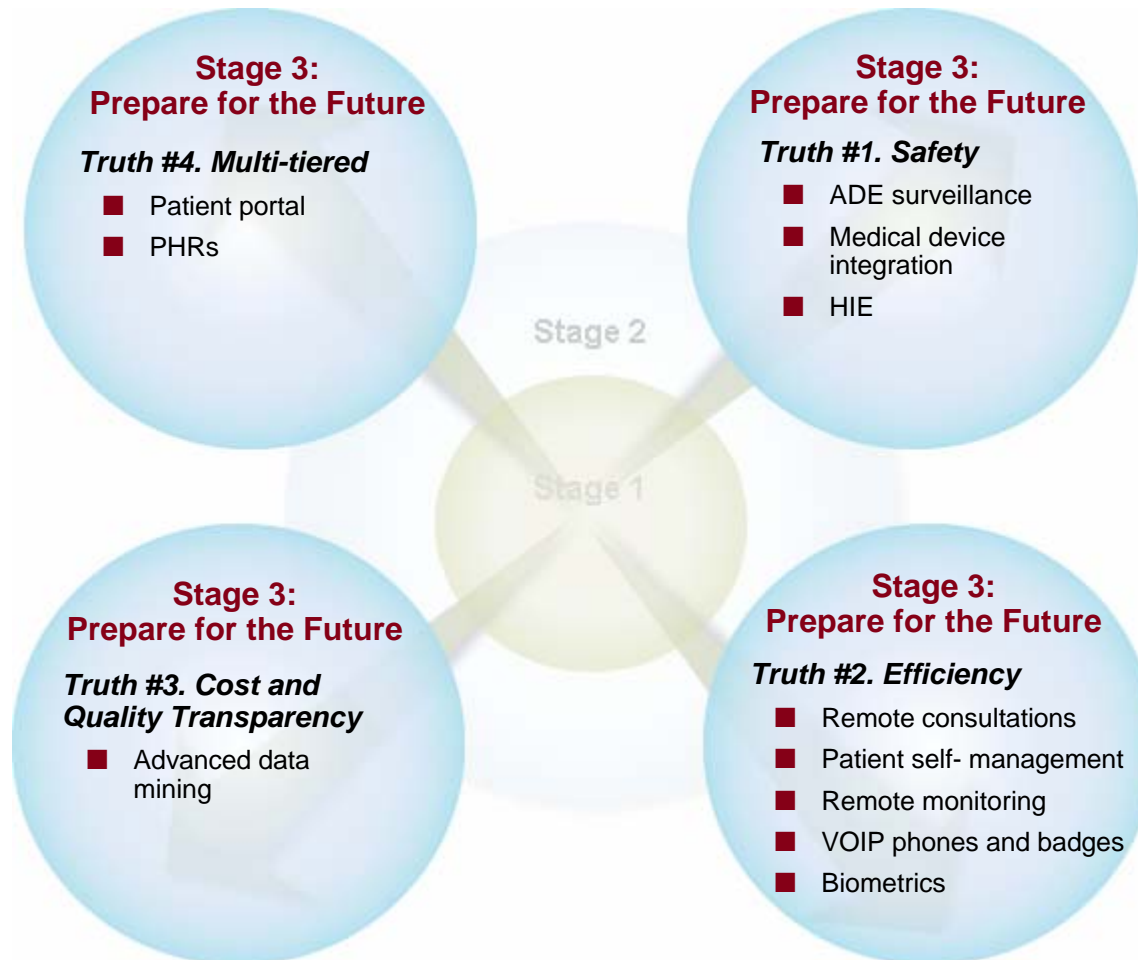 Stage 3:
Prepare for the Future
Truth #4. Multi-tiered
Patient portal
PHRs
Stage 3:
Prepare for the Future
Truth #1. Safety
ADE surveillance
Medical device
integration
HIE
Stage 2
Stage 1
Stage 3:
Prepare for the Future
Truth #3. Cost and
Quality Transparency
Advanced data
mining
Stage 3:
Prepare for the Future
Truth #2. Efficiency
Remote consultations
Patient self- management
Remote monitoring
VOIP phones and badges
Biometrics